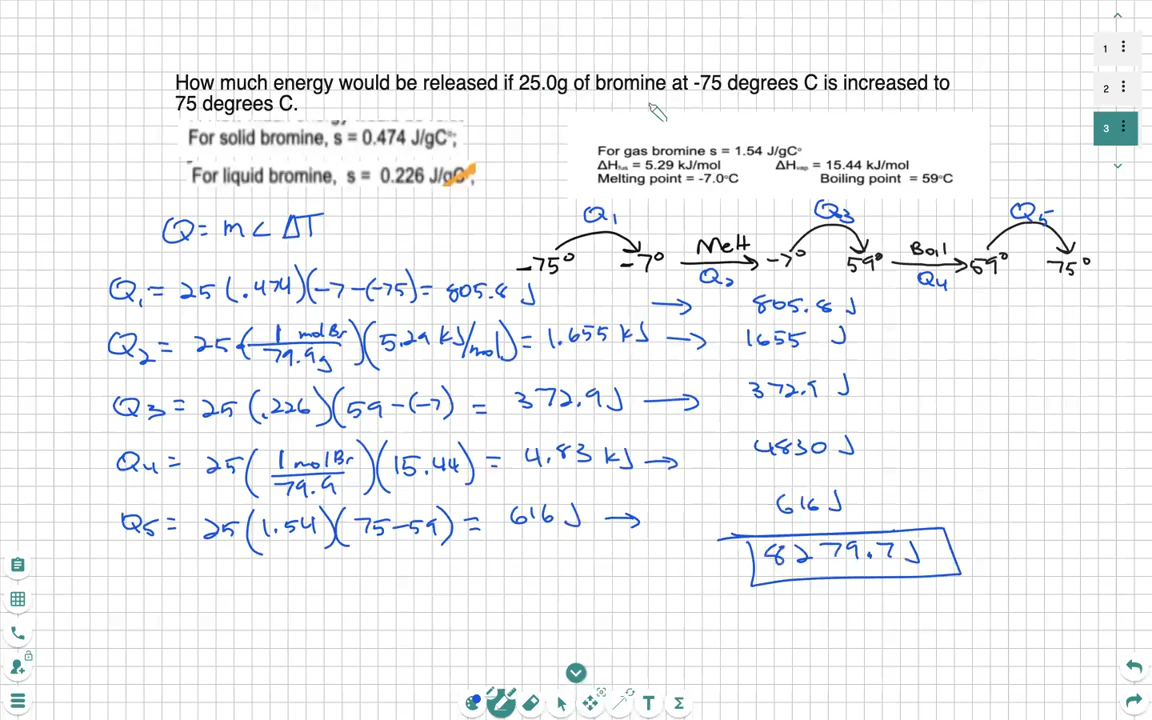 How much energy would be released if 25.0g of bromine at -75 degrees C is increased to
75 degrees C.
For solid bromine, s = 0.474 J/gC°;
For liquid bromine, s = 0.226 J/gC°;
For gas bromine s = 1.54 J/gC°
ΔHfus = 5.29 kJ/mol ΔHvap = 15.44 kJ/mol
Melting point = -7.0°C Boiling point = 59°C
Q = m c ΔT
Q1 Q3 Q5
-75° -7° Melt -7° 59° Boil 59° 75°
Q2 Q4
Q1 = 25 (.474)(-7-(-75) = 805.8 J → 805.8 J
Q2 = 25 (1 mol Br / 79.9g)(5.29 kJ/mol) = 1.655 kJ → 1655 J
Q3 = 25 (.226)(59-(-7) = 372.9 J → 372.9 J
Q4 = 25 (1 mol Br / 79.9)(15.44) = 4.83 kJ → 4830 J
Q5 = 25 (1.54)(75-59) = 616 J → 616 J
8279.7 J
1
2
3
T Σ